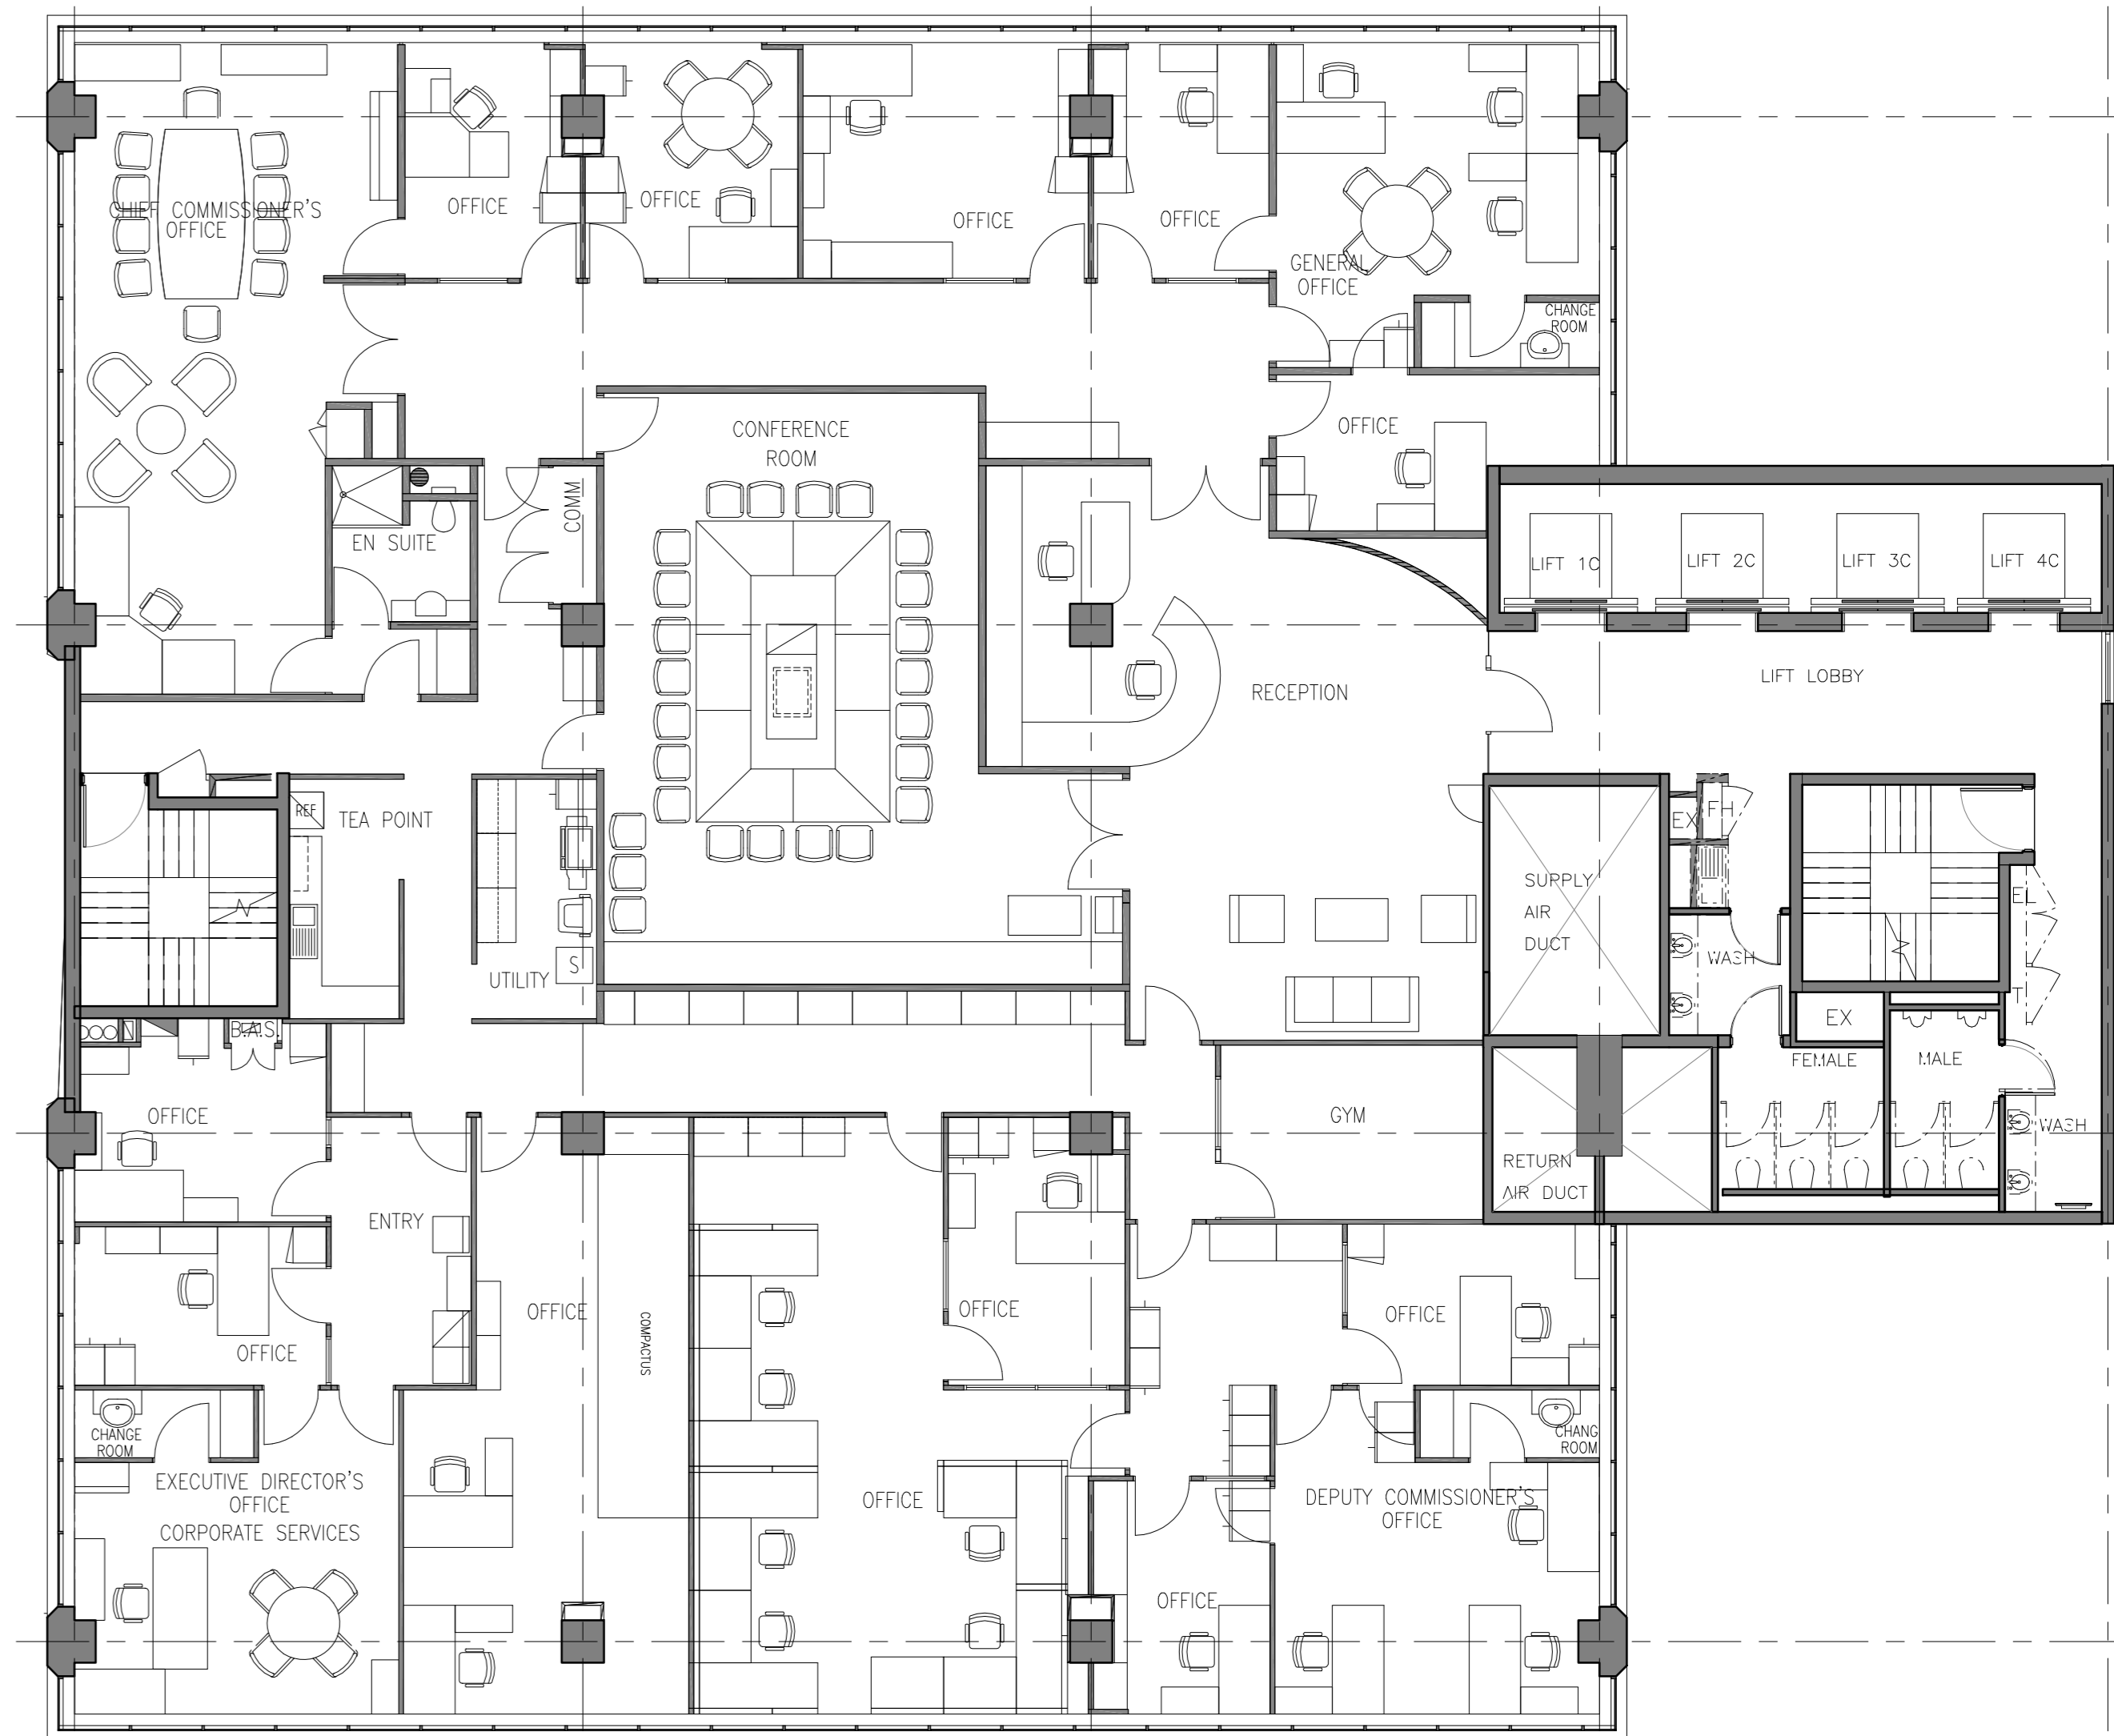 CHIEF COMMISSIONER'S
OFFICE
OFFICE
OFFICE
OFFICE
OFFICE
GENERAL
OFFICE
CHANGE
ROOM
OFFICE
CONFERENCE
ROOM
COMM
EN SUITE
LIFT 1C
LIFT 2C
LIFT 3C
LIFT 4C
LIFT LOBBY
RECEPTION
REF
TEA POINT
UTILITY
S
SUPPLY
AIR
DUCT
EX
FH
EL
WASH
T
EX
B.A.S.
FEMALE
MALE
WASH
OFFICE
GYM
RETURN
AIR DUCT
ENTRY
OFFICE
OFFICE
COMPACTUS
OFFICE
OFFICE
CHANGE
ROOM
CHANG
ROOM
EXECUTIVE DIRECTOR'S
OFFICE
CORPORATE SERVICES
OFFICE
DEPUTY COMMISSIONER'S
OFFICE
OFFICE